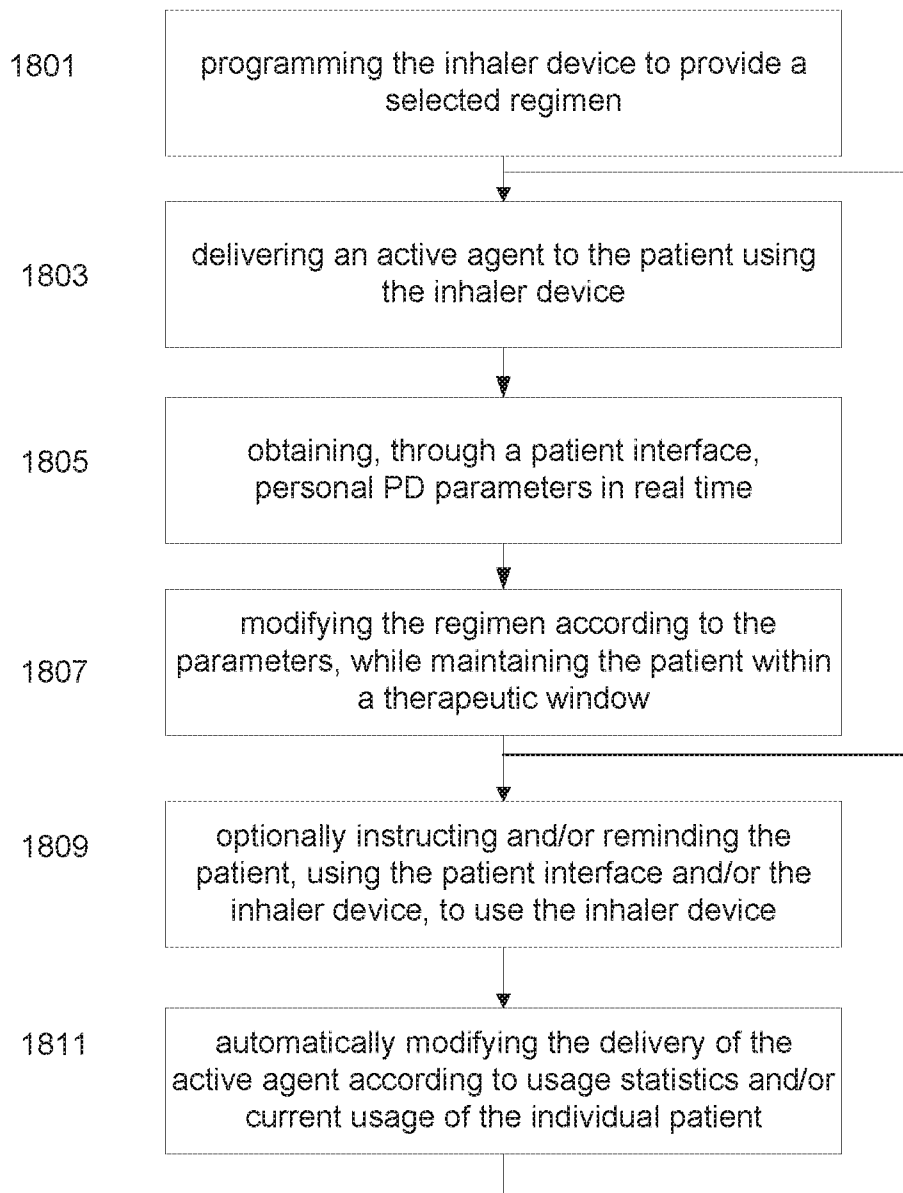 1801
programming the inhaler device to provide a
selected regimen
1803
delivering an active agent to the patient using
the inhaler device
1805
obtaining, through a patient interface,
personal PD parameters in real time
1807
modifying the regimen according to the
parameters, while maintaining the patient within
a therapeutic window
1809
optionally instructing and/or reminding the
patient, using the patient interface and/or the
inhaler device, to use the inhaler device
1811
automatically modifying the delivery of the
active agent according to usage statistics and/or
current usage of the individual patient